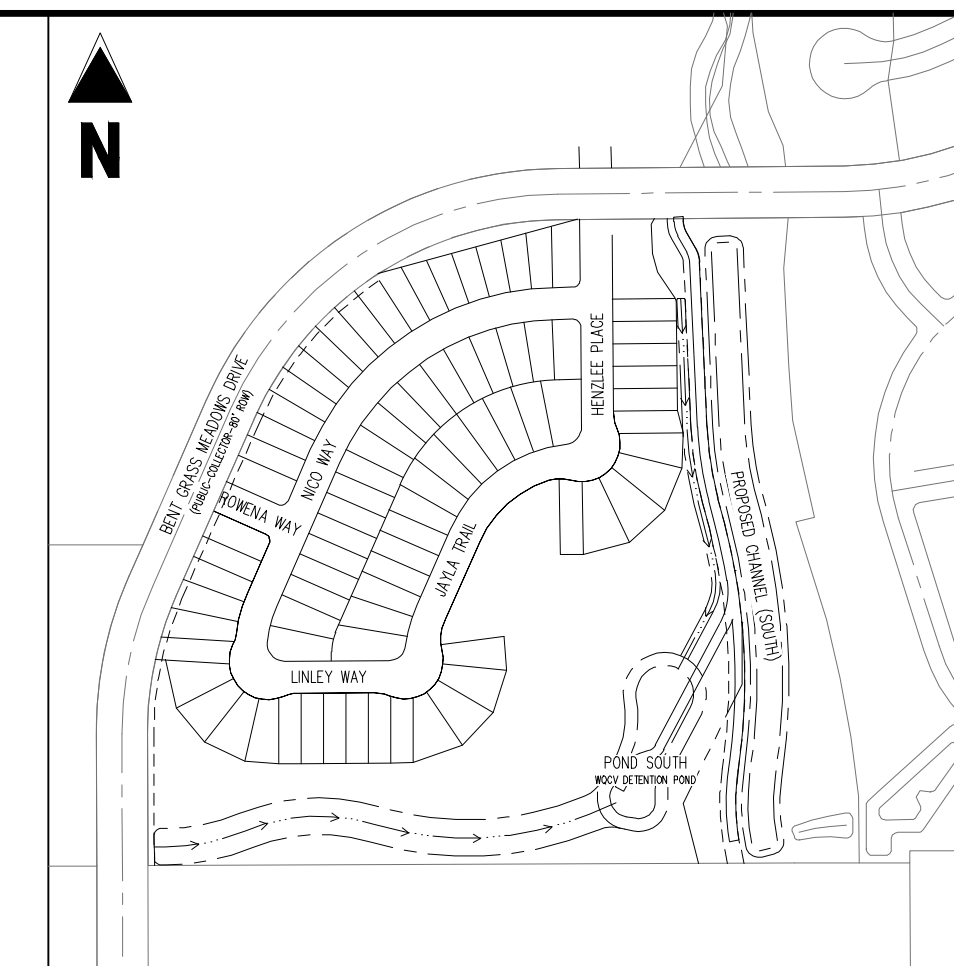 N
BENT GRASS MEADOWS DRIVE
(PUBLIC-COLLECTOR-80' ROW)
HENZLEE PLACE
NICO WAY
ROWENA WAY
JAYLA TRAIL
PROPOSED CHANNEL (SOUTH)
LINLEY WAY
POND SOUTH
WQCV DETENTION POND